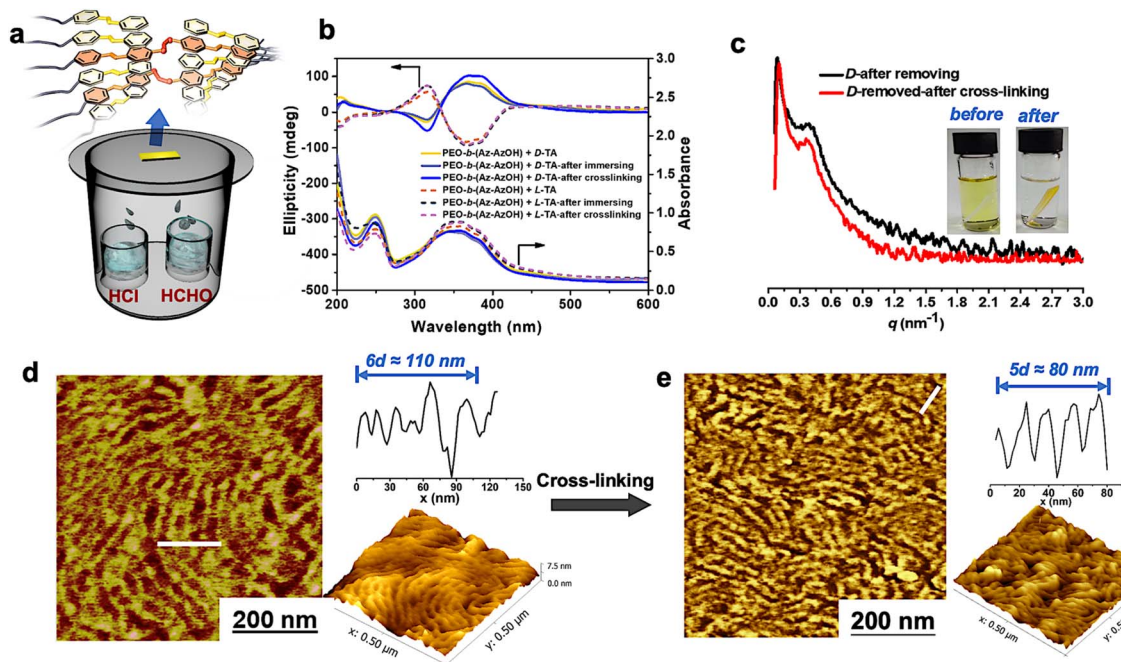 a
HCl
HCHO
b
Ellipticity (mdeg)
100
0
-100
-200
-300
-400
-500
3.0
2.5
2.0
1.5
1.0
0.5
0.0
Absorbance
PEO-b-(Az-AzOH) + D-TA
PEO-b-(Az-AzOH) + D-TA-after immersing
PEO-b-(Az-AzOH) + D-TA-after crosslinking
PEO-b-(Az-AzOH) + L-TA
PEO-b-(Az-AzOH) + L-TA-after immersing
PEO-b-(Az-AzOH) + L-TA-after crosslinking
200 300 400 500 600
Wavelength (nm)
c
D-after removing
D-removed-after cross-linking
before after
0.0 0.3 0.6 0.9 1.2 1.5 1.8 2.1 2.4 2.7 3.0
q (nm⁻¹)
d
6d ≈ 110 nm
0 30 60 90 120 150
x (nm)
7.5 nm
0.0 nm
x: 0.50 µm
y: 0.50 µm
200 nm
Cross-linking
e
5d ≈ 80 nm
0 20 40 60 80
x (nm)
x: 0.50 µm
y: 0.50 µm
200 nm